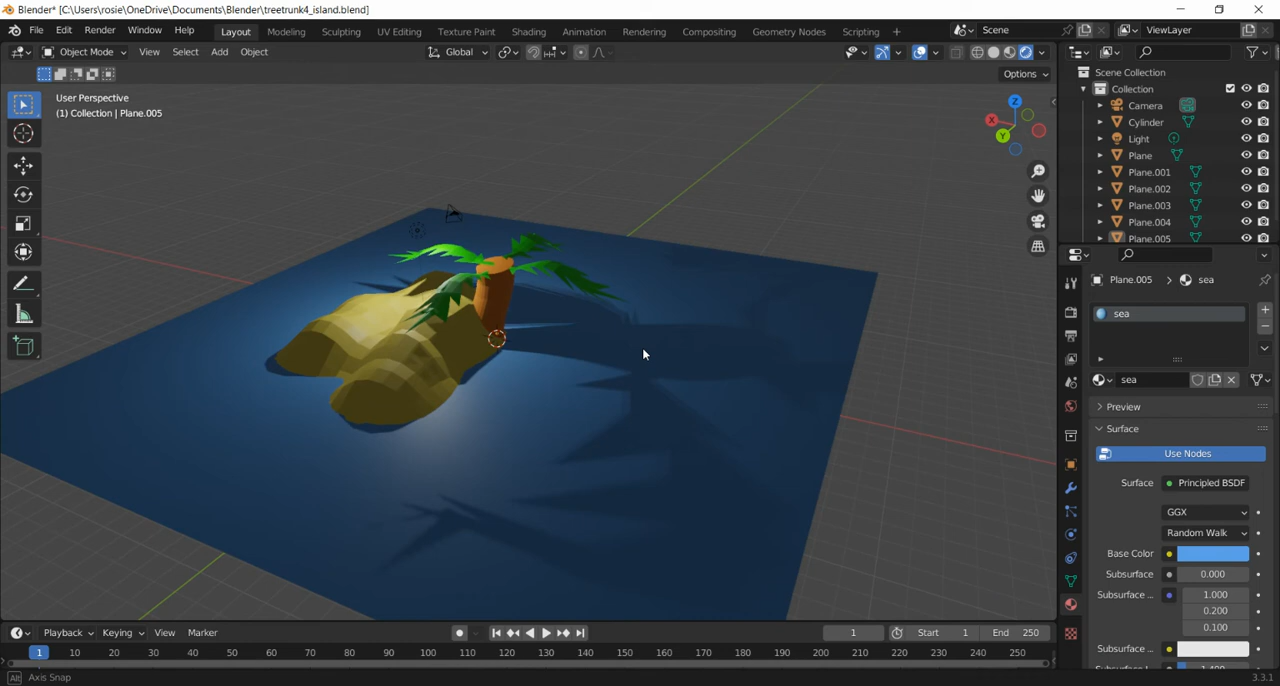 Blender* [C:\Users\rosie\OneDrive\Documents\Blender\treetrunk4_island.blend]
File Edit Render Window Help Layout Modeling Sculpting UV Editing Texture Paint Shading Animation Rendering Compositing Geometry Nodes Scripting + Scene ViewLayer
Object Mode View Select Add Object Global
Options
User Perspective
(1) Collection | Plane.005
Z
X
Y
Scene Collection
Collection
Camera
Cylinder
Light
Plane
Plane.001
Plane.002
Plane.003
Plane.004
Plane.005
Plane.005 > sea
sea
sea
Preview
Surface
Use Nodes
Surface Principled BSDF
GGX
Random Walk
Base Color
Subsurface 0.000
Subsurface ... 1.000
0.200
0.100
Subsurface ...
Playback Keying View Marker 1 Start 1 End 250
1 10 20 30 40 50 60 70 80 90 100 110 120 130 140 150 160 170 180 190 200 210 220 230 240 250
Alt Axis Snap 3.3.1